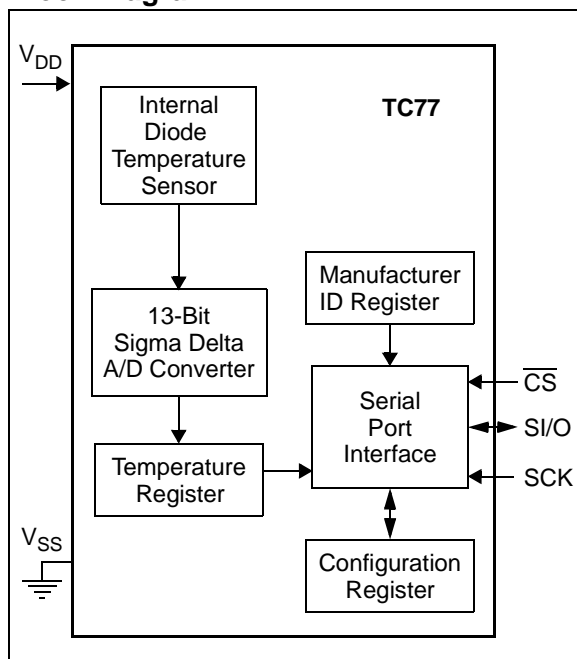 V_DD
Internal
Diode
Temperature
Sensor
TC77
Manufacturer
ID Register
13-Bit
Sigma Delta
A/D Converter
Serial
Port
Interface
C̅S̅
SI/O
SCK
Temperature
Register
V_SS
Configuration
Register